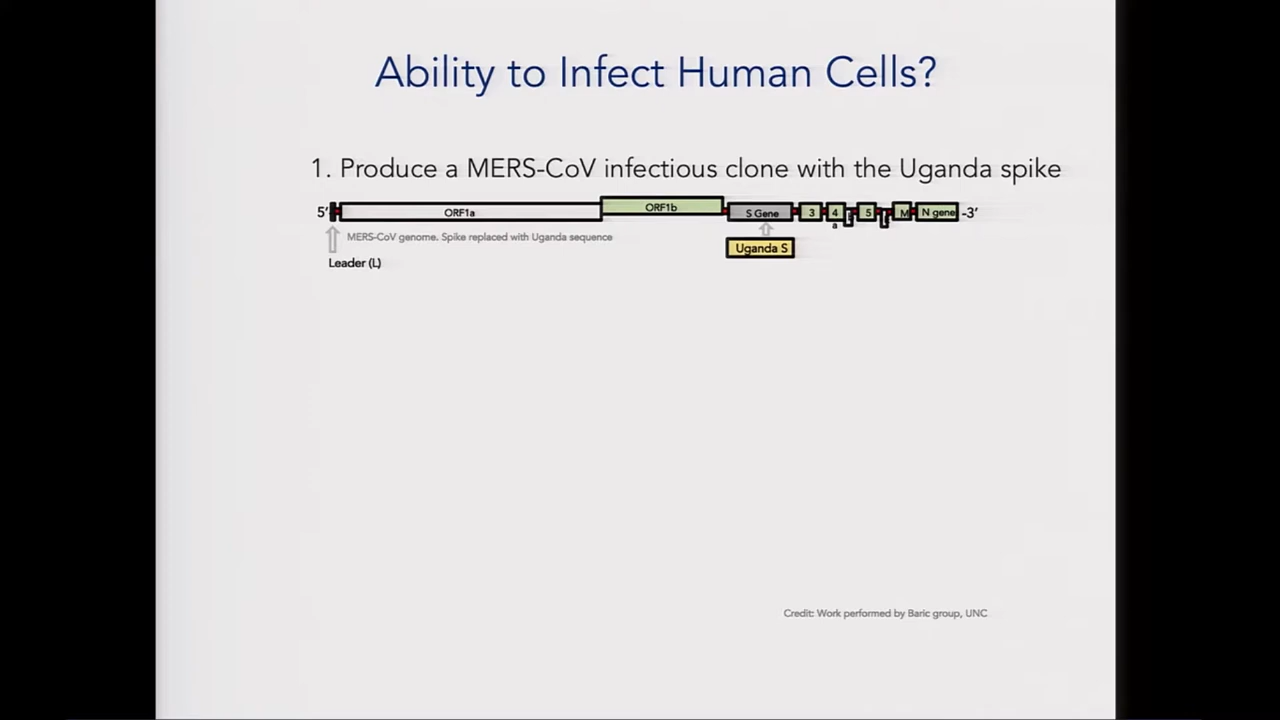 Ability to Infect Human Cells?
1. Produce a MERS-CoV infectious clone with the Uganda spike
5' ORF1a ORF1b S Gene 3 4 5 M N gene -3'
a
MERS-CoV genome. Spike replaced with Uganda sequence
Uganda S
Leader (L)
Credit: Work performed by Baric group, UNC